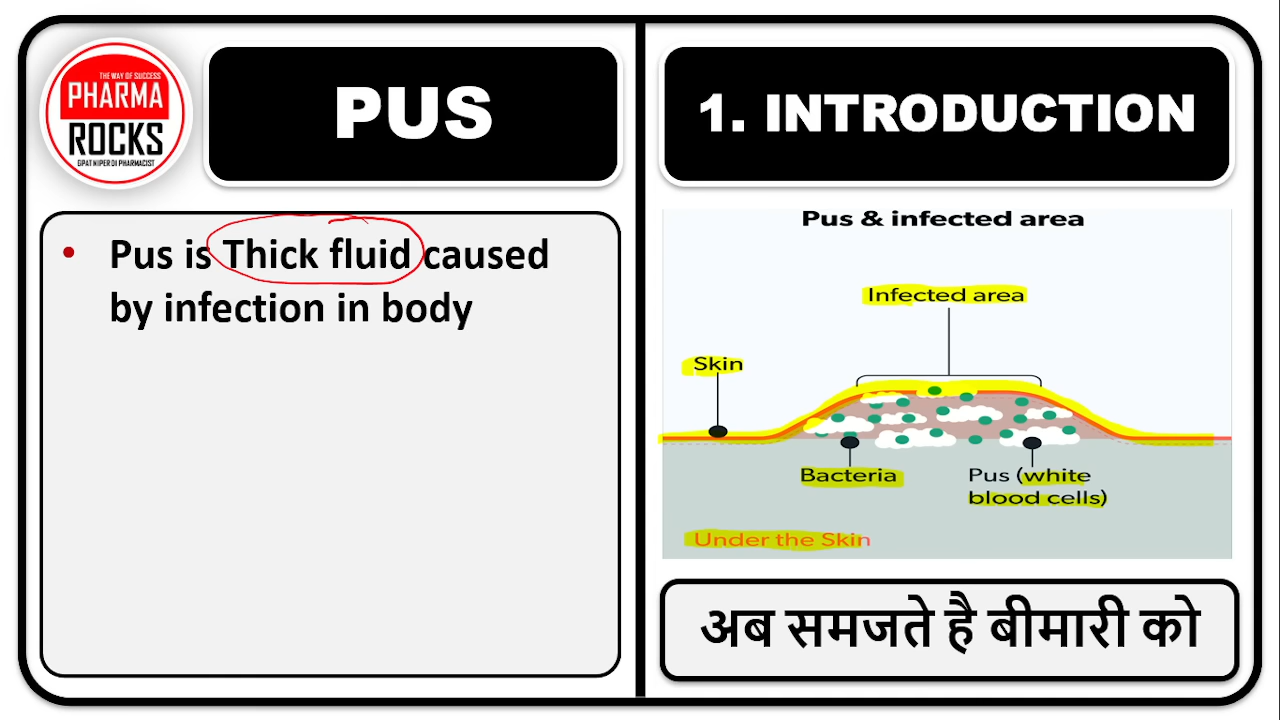 THE WAY OF SUCCESS
PHARMA
ROCKS
GPAT NIPER DI PHARMACIST
PUS
• Pus is Thick fluid caused
by infection in body
1. INTRODUCTION
Pus & infected area
Infected area
Skin
Bacteria
Pus (white
blood cells)
Under the Skin
अब समजते है बीमारी को